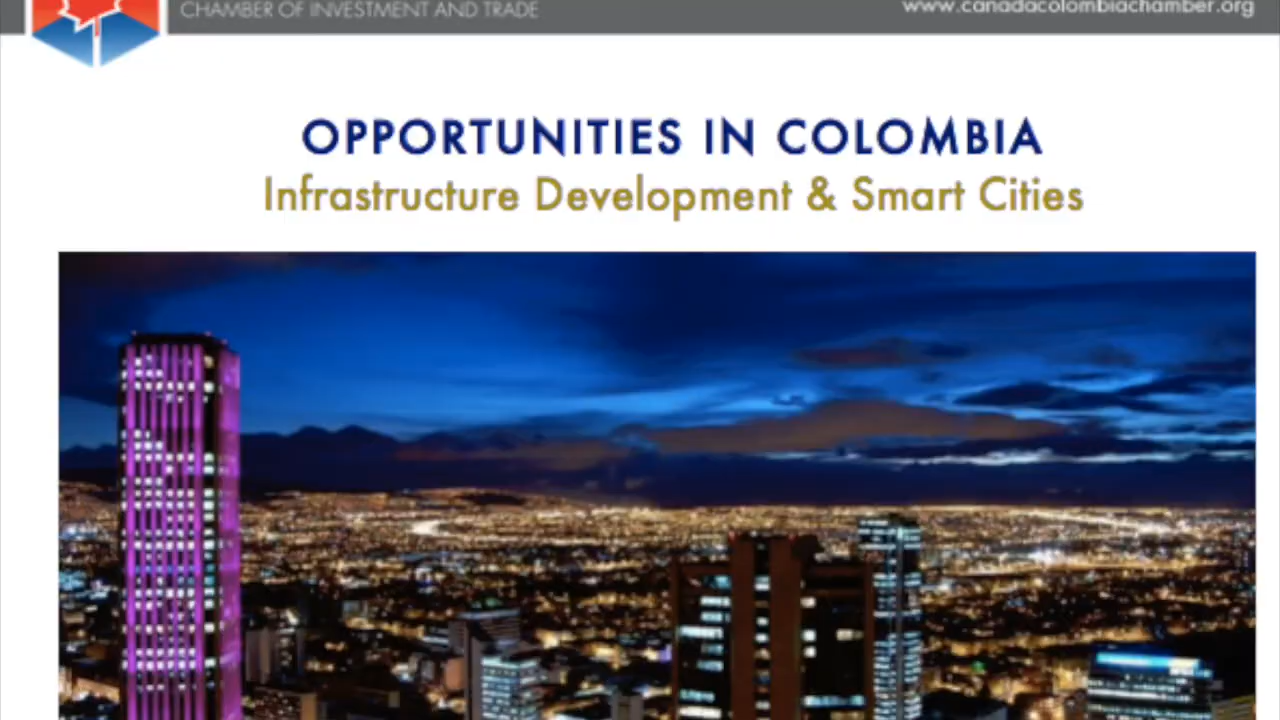 CHAMBER OF INVESTMENT AND TRADE
www.canadacolombiachamber.org
OPPORTUNITIES IN COLOMBIA
Infrastructure Development & Smart Cities